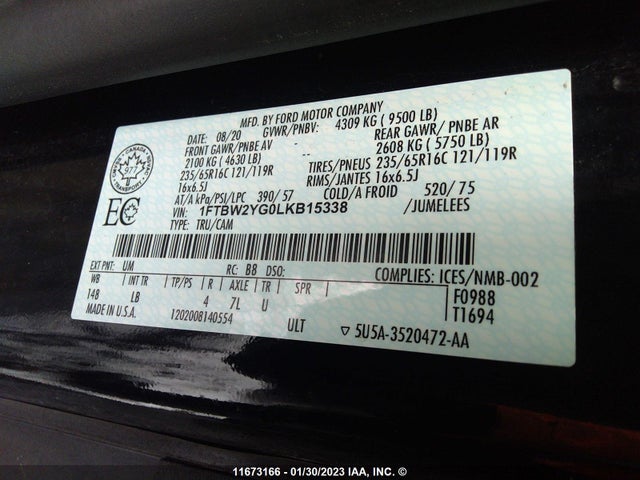 MFD. BY FORD MOTOR COMPANY
DATE: 08/20 GVWR/PNBV: 4309 KG ( 9500 LB)
FRONT GAWR/PNBE AV REAR GAWR/ PNBE AR
2100 KG ( 4630 LB) 2608 KG ( 5750 LB)
235/65R16C 121/119R TIRES/PNEUS 235/65R16C 121/119R
16x6.5J RIMS/JANTES 16x6.5J
AT/A kPa/PSI/LPC 390/57 COLD/A FROID 520/75
VIN: 1FTBW2YG0LKB15338 /JUMELEES
TYPE: TRU/CAM
CANADA
977
TRANSPORT
EC
EXT PNT: UM RC: B8 DSO: COMPLIES: ICES/NMB-002
WB INT TR TP/PS R AXLE TR SPR F0988
148 LB 4 7L U T1694
MADE IN U.S.A. 1202008140554 ULT ▽ 5U5A-3520472-AA
11673166 - 01/30/2023 IAA, INC. ©